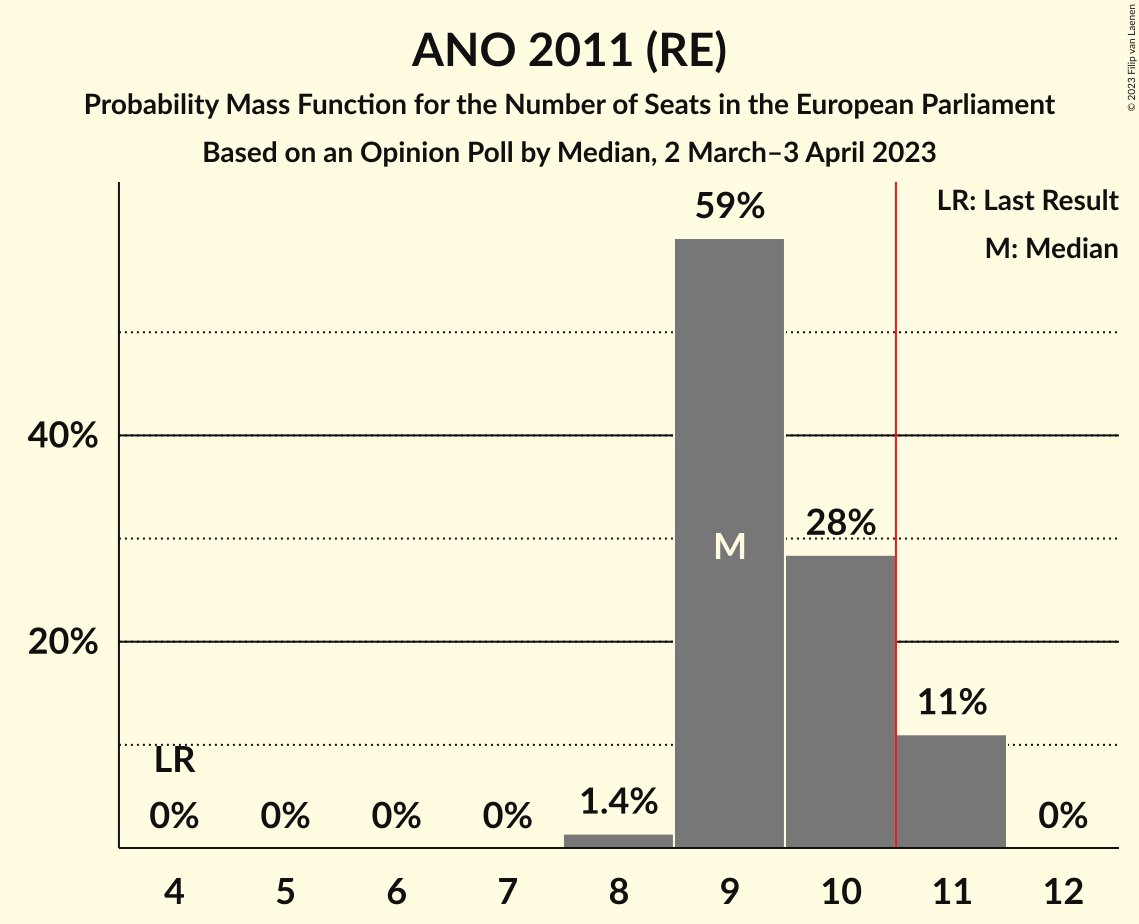 ANO 2011 (RE)
Probability Mass Function for the Number of Seats in the European Parliament
Based on an Opinion Poll by Median, 2 March–3 April 2023
© 2023 Filip van Laenen
LR: Last Result
M: Median
59%
40%
28%
M
20%
11%
LR
1.4%
0% 0% 0% 0% 0%
4 5 6 7 8 9 10 11 12